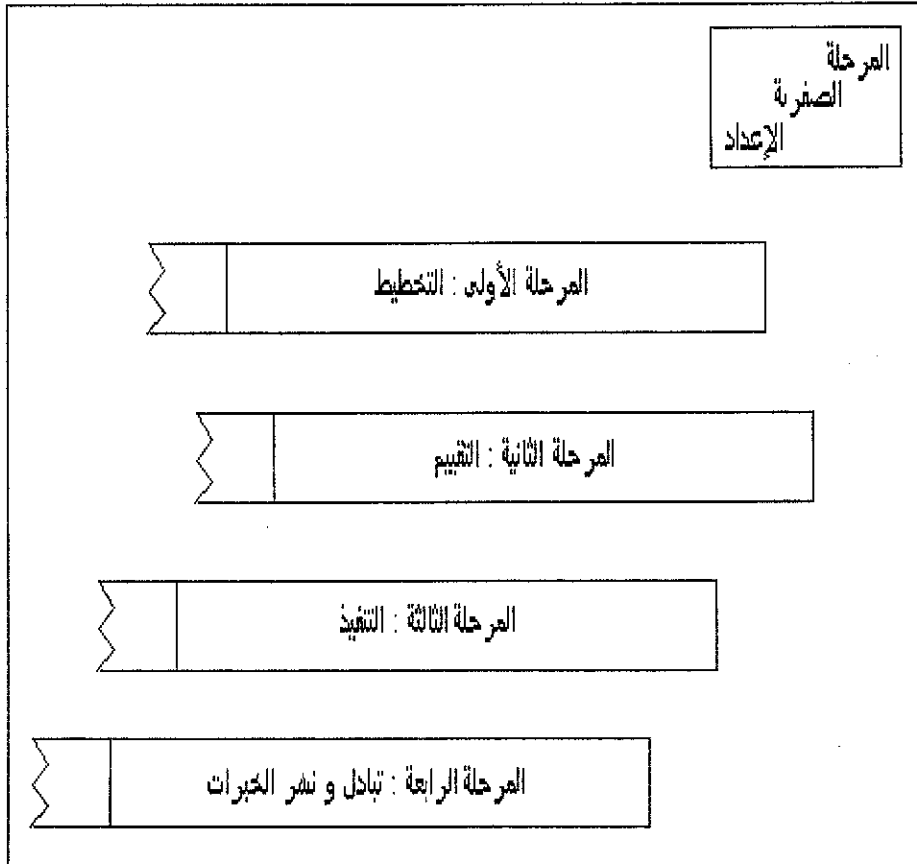 المرحلة
الصفرية
الإعداد
المرحلة الأولى : التخطيط
المرحلة الثانية : التقييم
المرحلة الثالثة : التنفيذ
المرحلة الرابعة : تبادل و نشر الخبرات